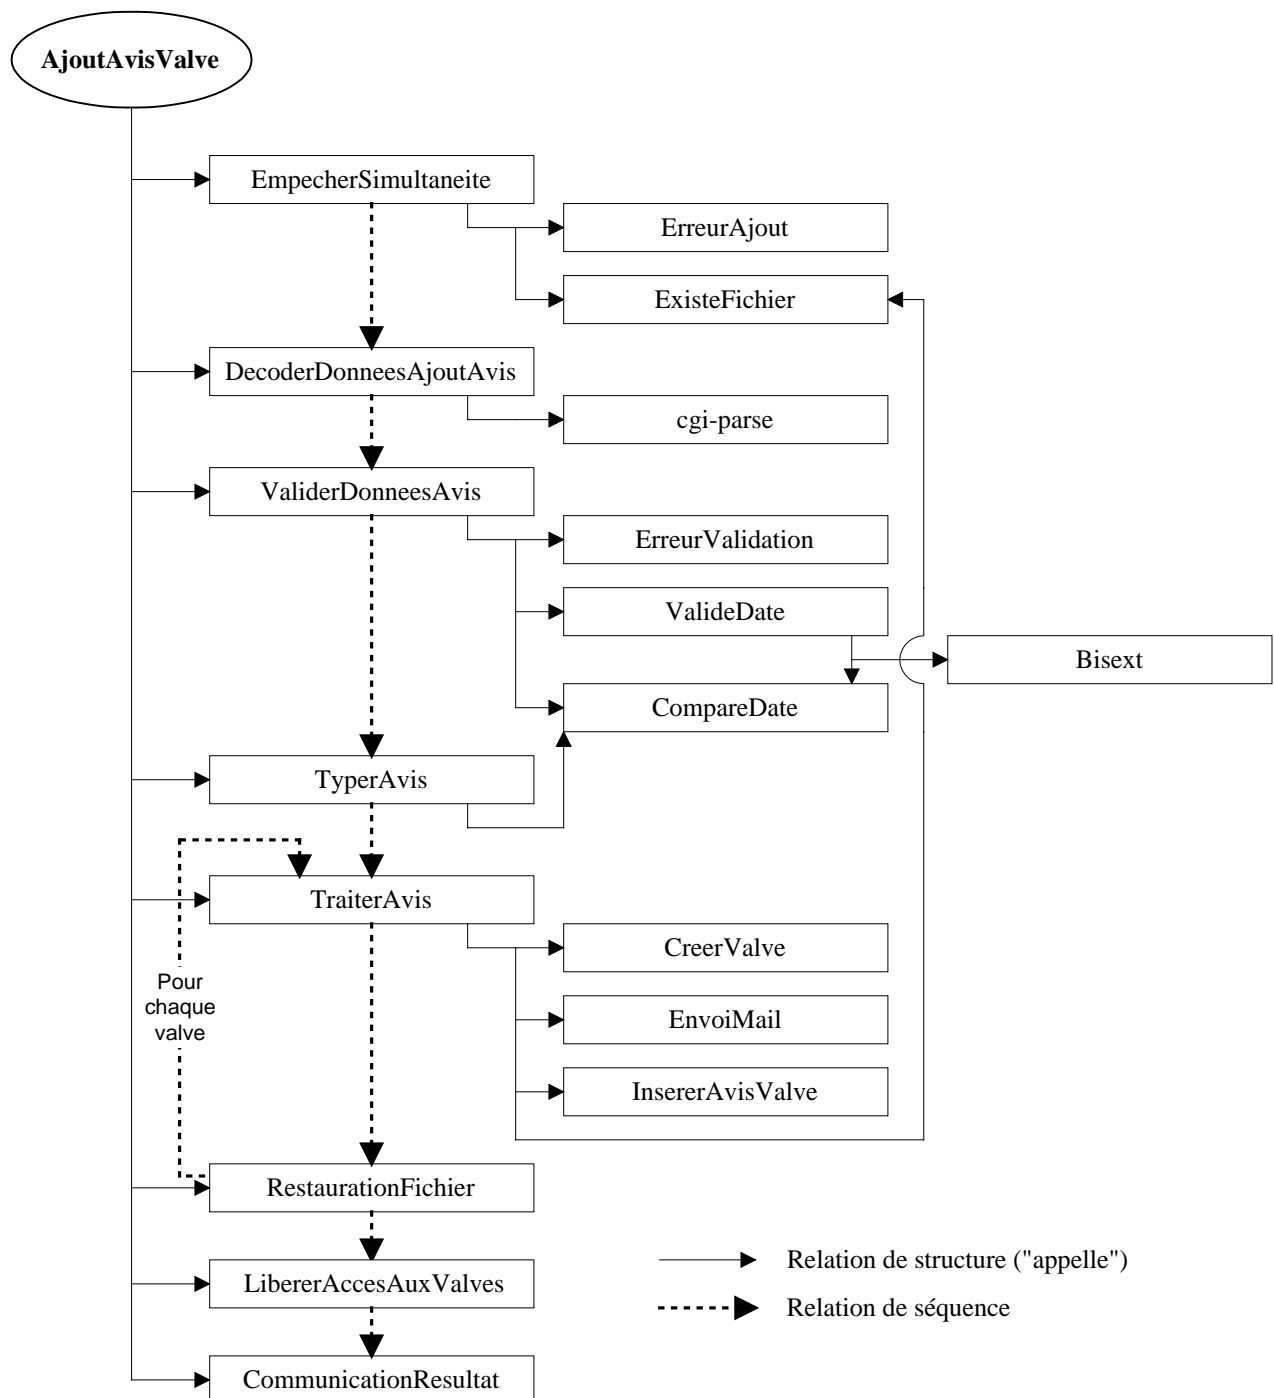 AjoutAvisValve
EmpecherSimultaneite
ErreurAjout
ExisteFichier
DecoderDonneesAjoutAvis
cgi-parse
ValiderDonneesAvis
ErreurValidation
ValideDate
Bisext
CompareDate
TyperAvis
TraiterAvis
CreerValve
Pour
chaque
valve
EnvoiMail
InsererAvisValve
RestaurationFichier
Relation de structure ("appelle")
LibererAccesAuxValves
Relation de séquence
CommunicationResultat